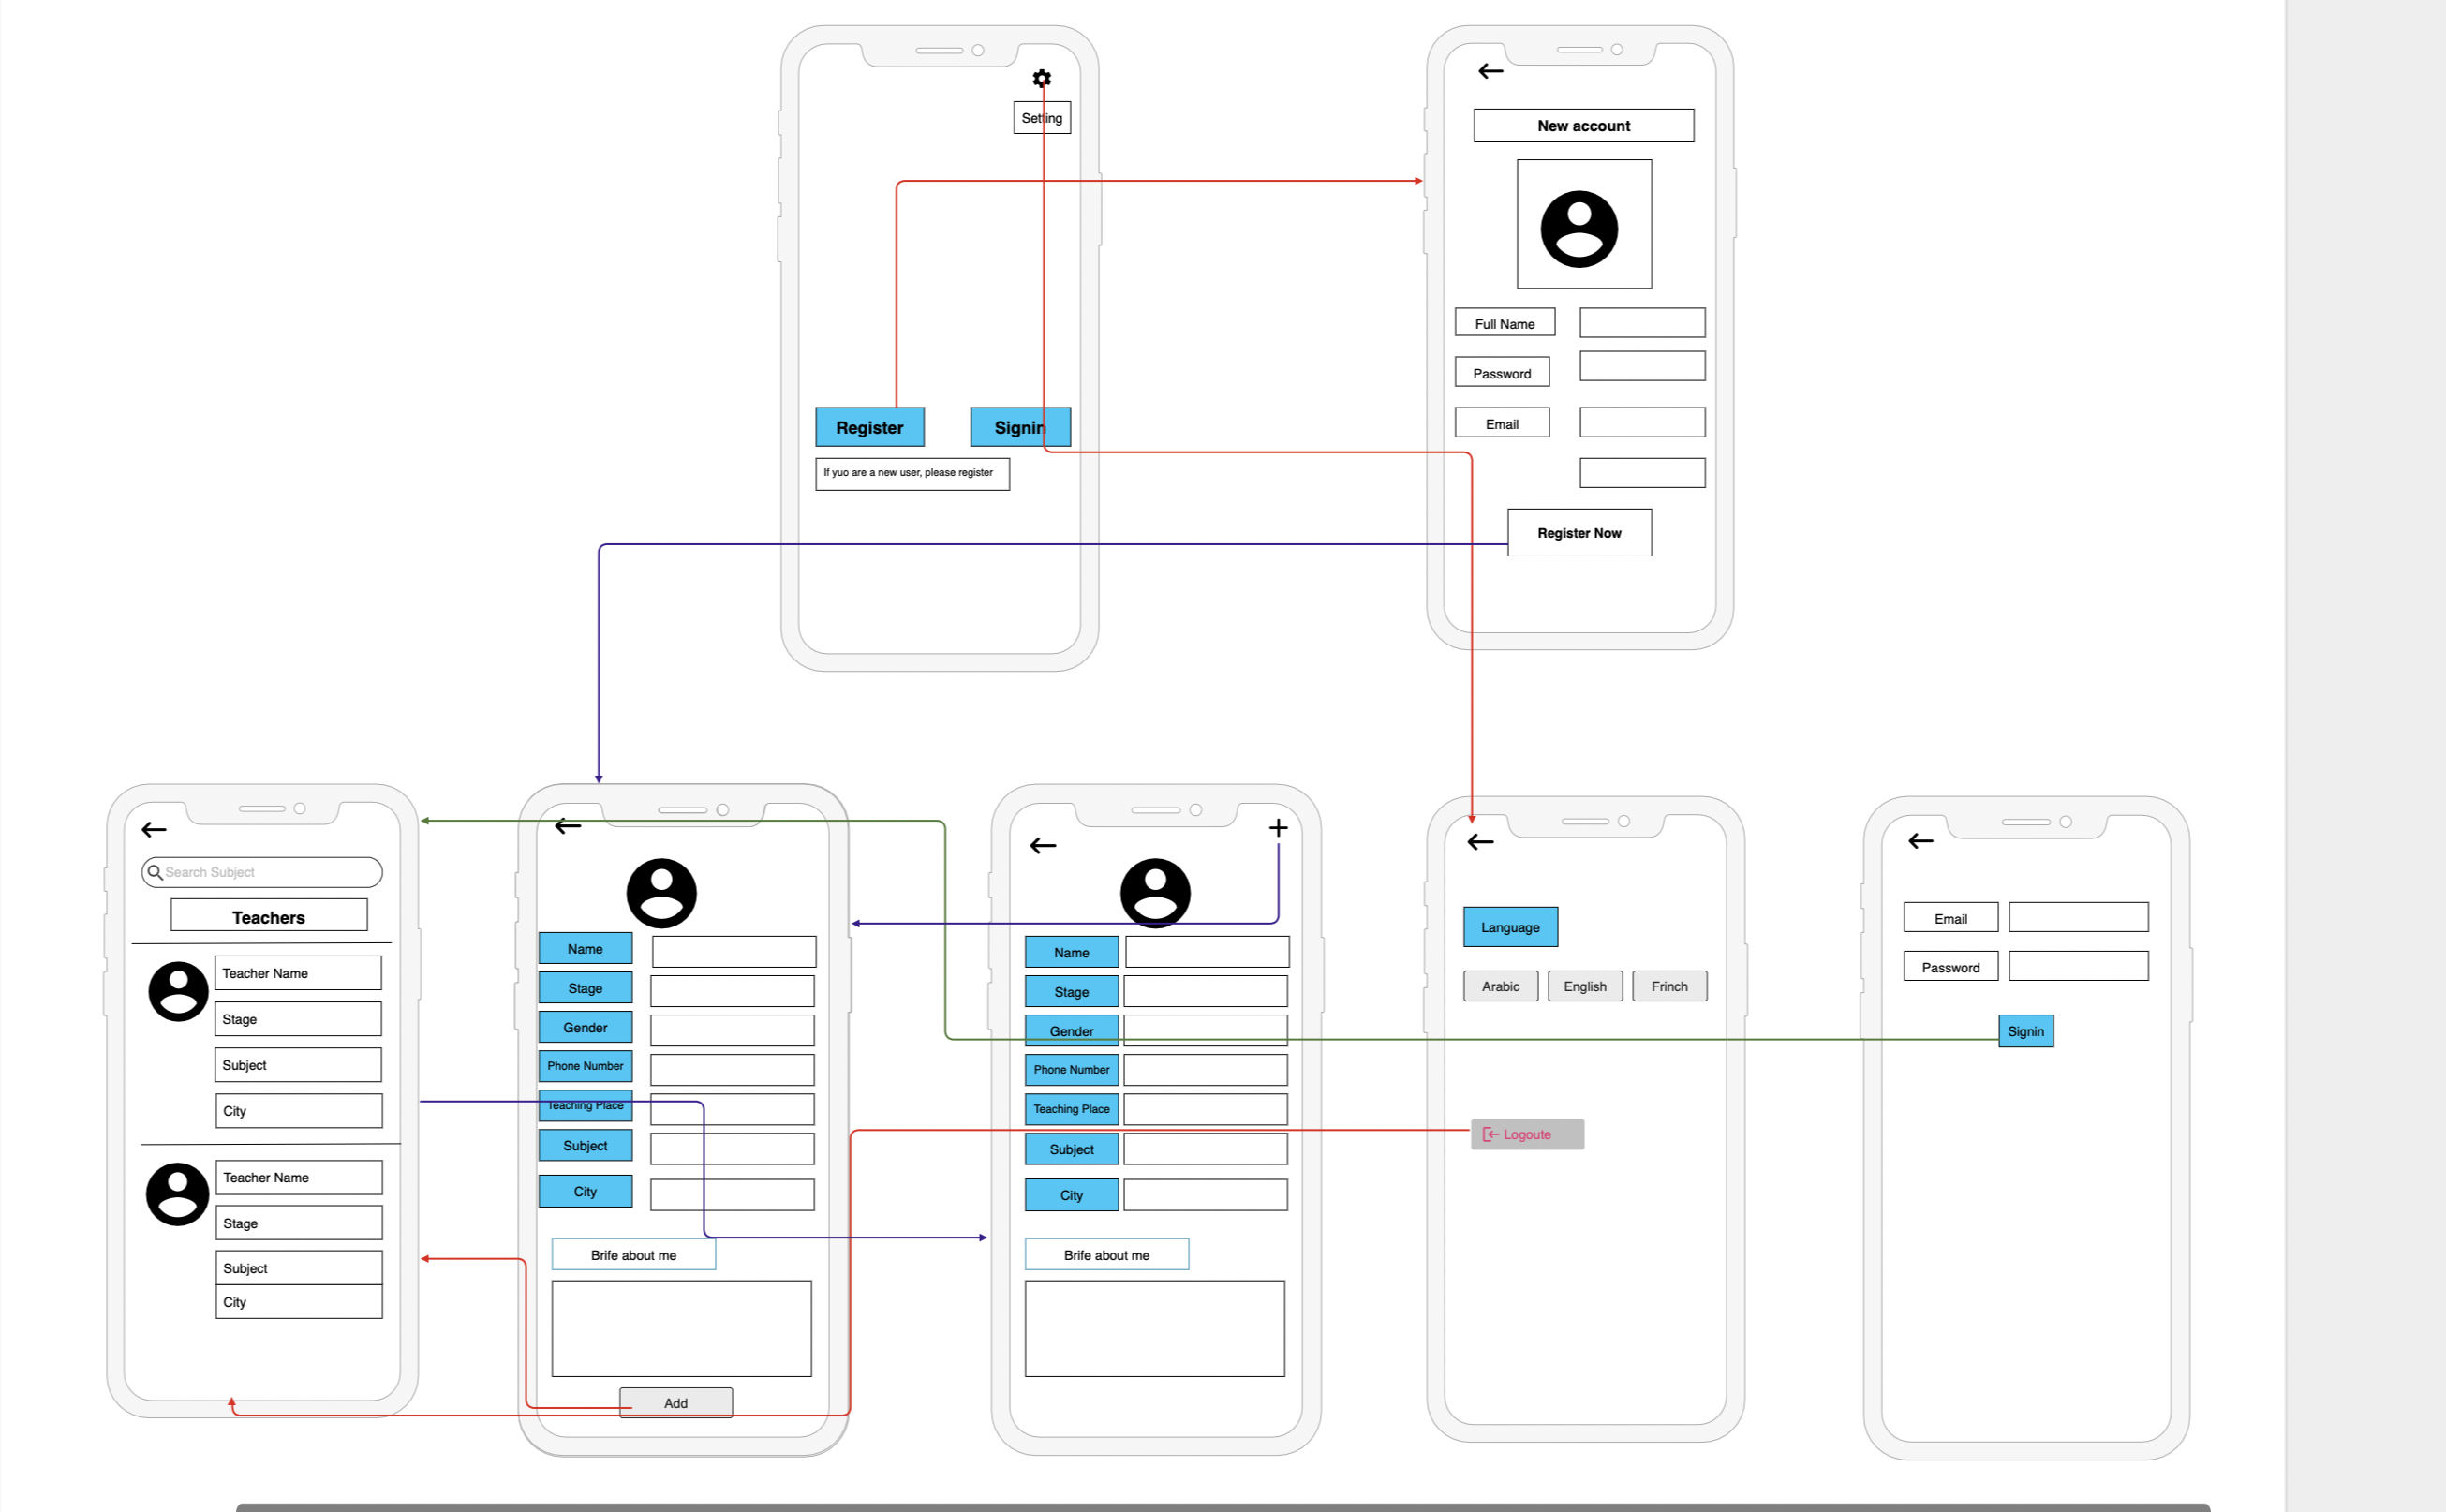 Setting
Register
Signin
If yuo are a new user, please register
New account
Full Name
Password
Email
Register Now
Search Subject
Teachers
Teacher Name
Stage
Subject
City
Teacher Name
Stage
Subject
City
Name
Stage
Gender
Phone Number
Teaching Place
Subject
City
Brife about me
Add
Name
Stage
Gender
Phone Number
Teaching Place
Subject
City
Brife about me
Language
Arabic
English
Frinch
Logoute
Email
Password
Signin